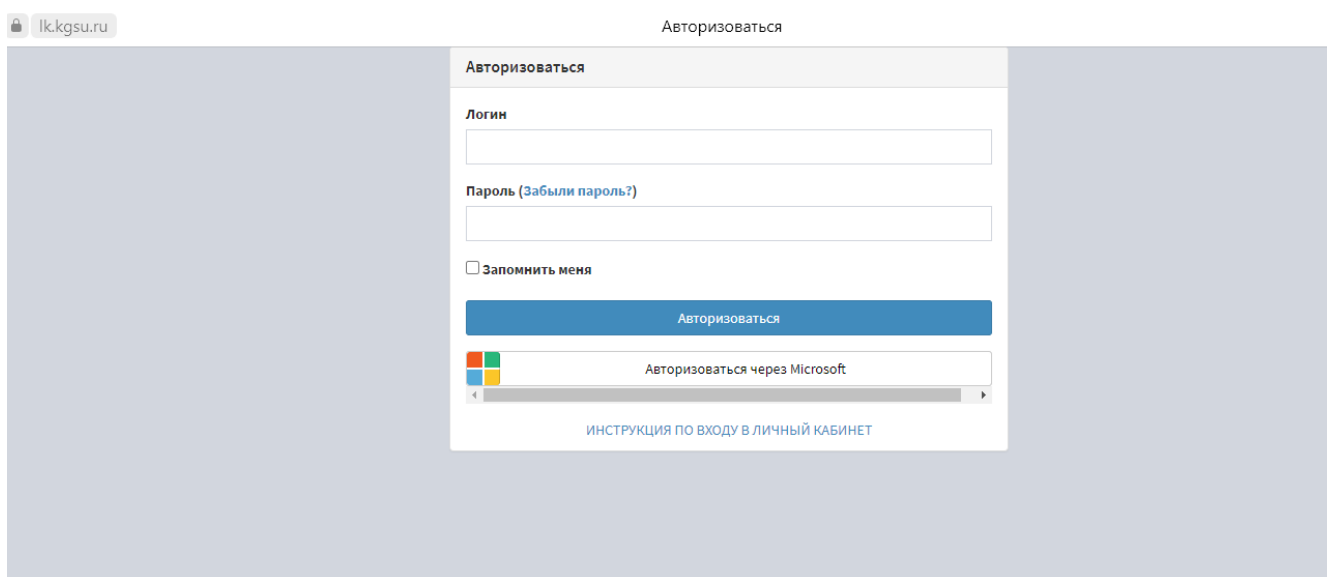 lk.kgsu.ru Авторизоваться
Авторизоваться
Логин
Пароль (Забыли пароль?)
Запомнить меня
Авторизоваться
Авторизоваться через Microsoft
ИНСТРУКЦИЯ ПО ВХОДУ В ЛИЧНЫЙ КАБИНЕТ